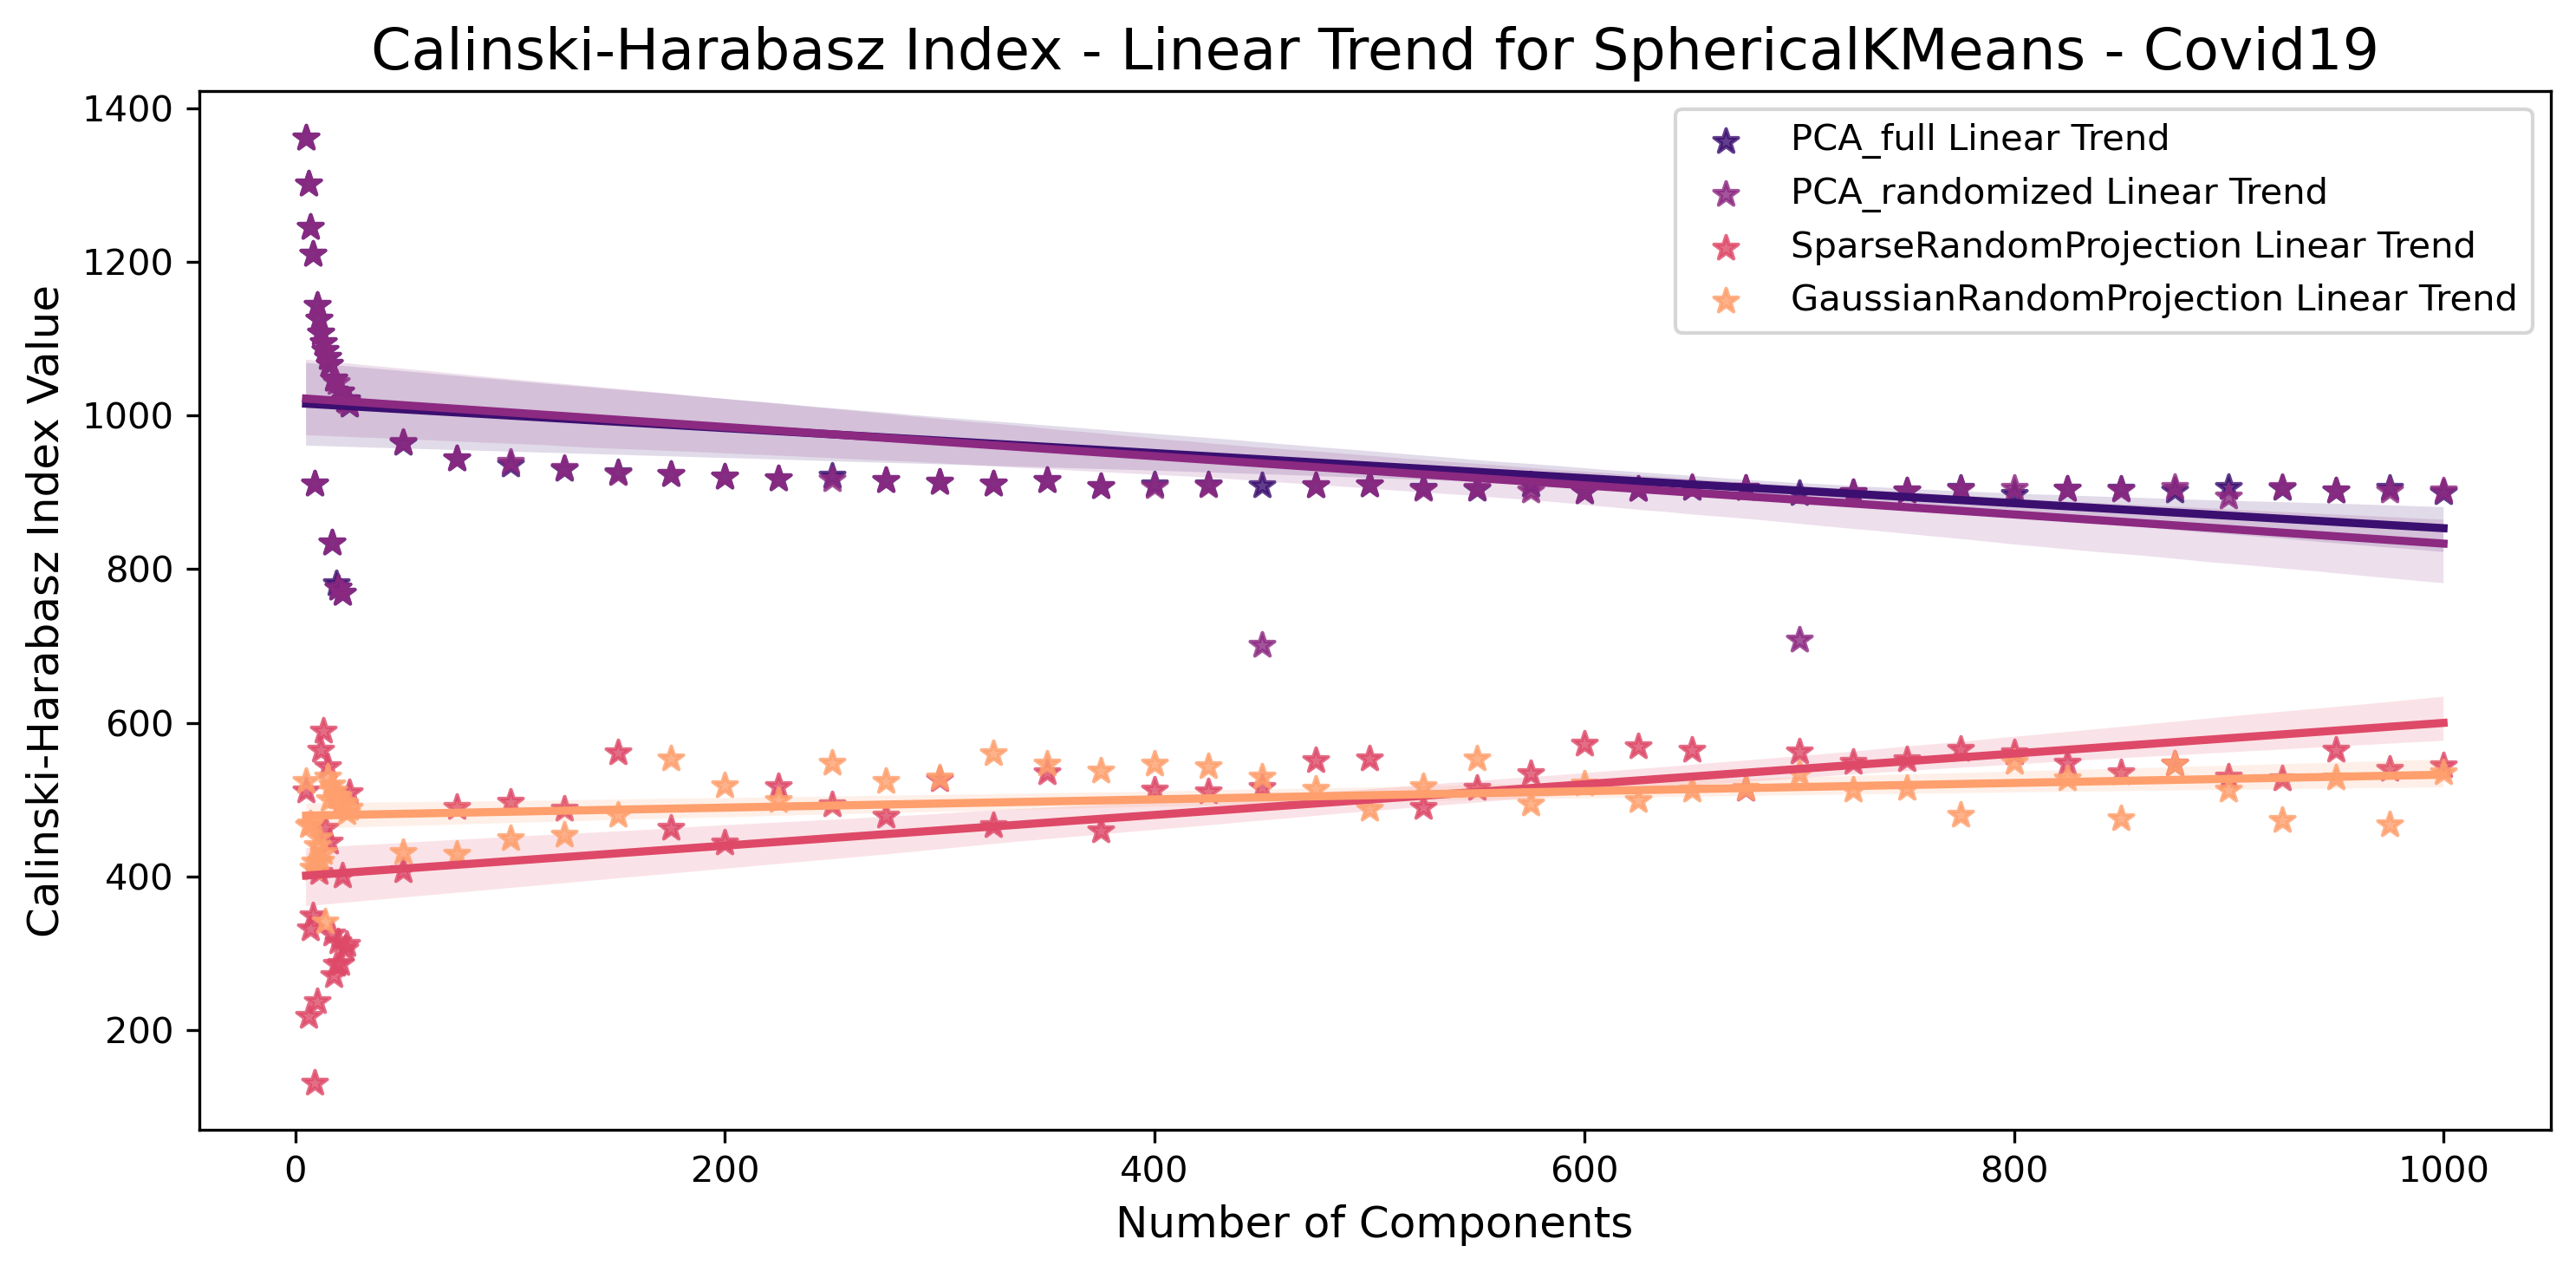 Calinski-Harabasz Index - Linear Trend for SphericalKMeans - Covid19
PCA_full Linear Trend
PCA_randomized Linear Trend
SparseRandomProjection Linear Trend
GaussianRandomProjection Linear Trend
Calinski-Harabasz Index Value
1400
1200
1000
800
600
400
200
0 200 400 600 800 1000
Number of Components